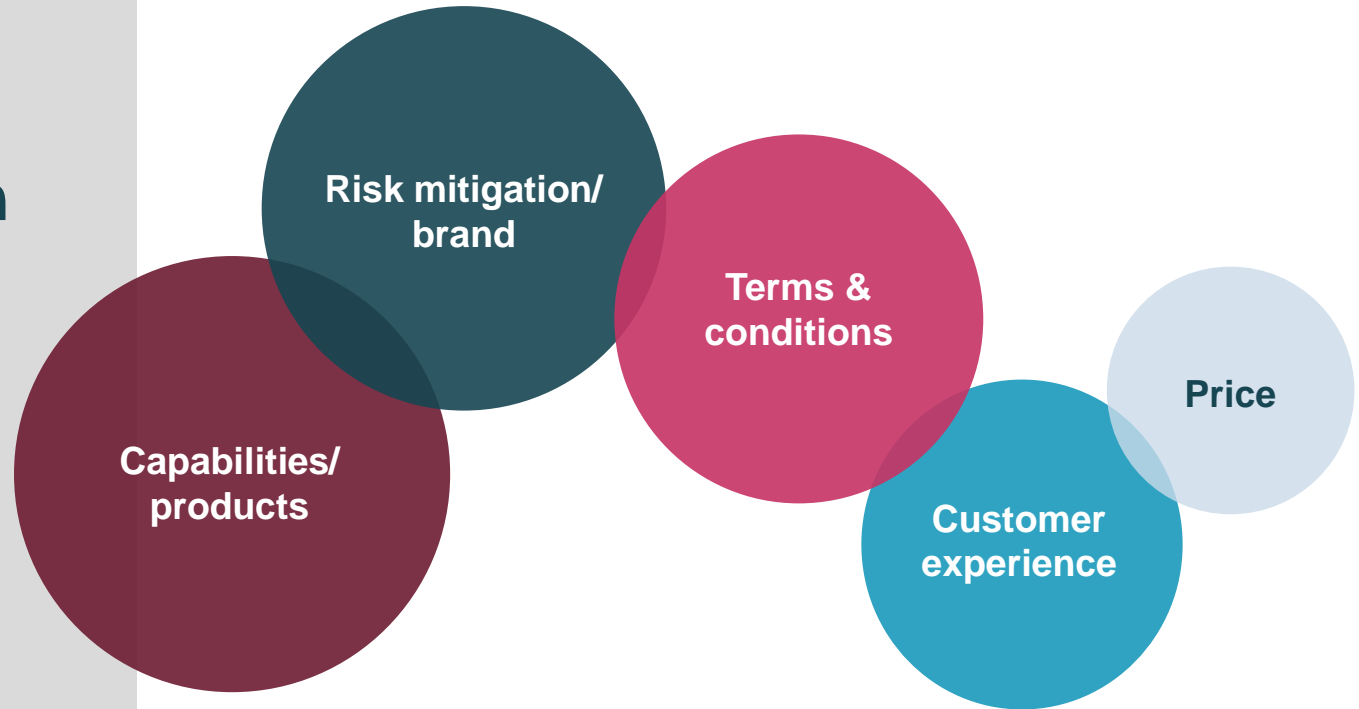 Risk mitigation/
brand
Terms &
conditions
Price
Capabilities/
products
Customer
experience